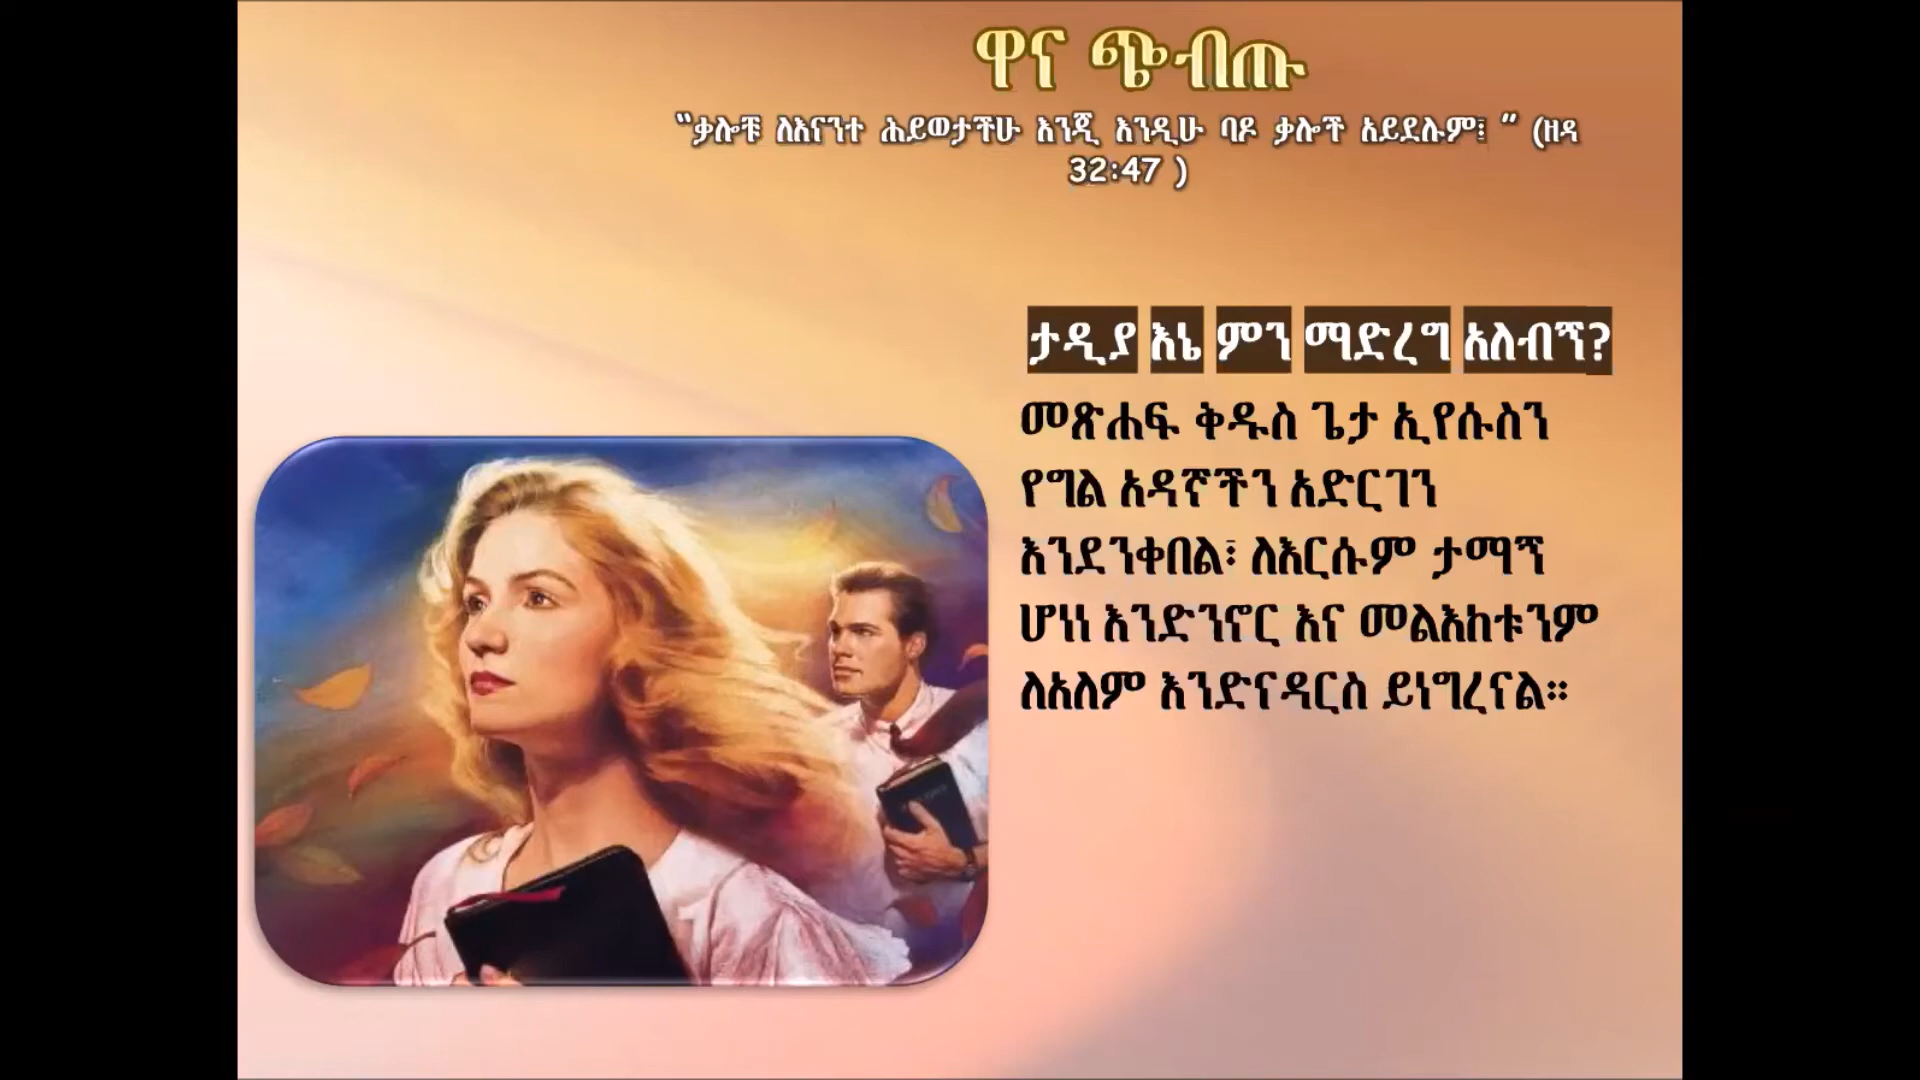 ዋና ጭብጡ
“ቃሎቹ ለእናንተ ሕይወታችሁ እንጂ እንዲሁ ባዶ ቃሎች አይደሉም፤ ” (ዘዳ
32:47 )
ታዲያ እኔ ምን ማድረግ አለብኝ?
መጽሐፍ ቅዱስ ጌታ ኢየሱስን
የግል አዳኛችን አድርገን
እንደንቀበል፣ ለእርሱም ታማኝ
ሆነነ እንድንኖር እና መልእክቱንም
ለአለም እንድናዳርስ ይነግረናል።